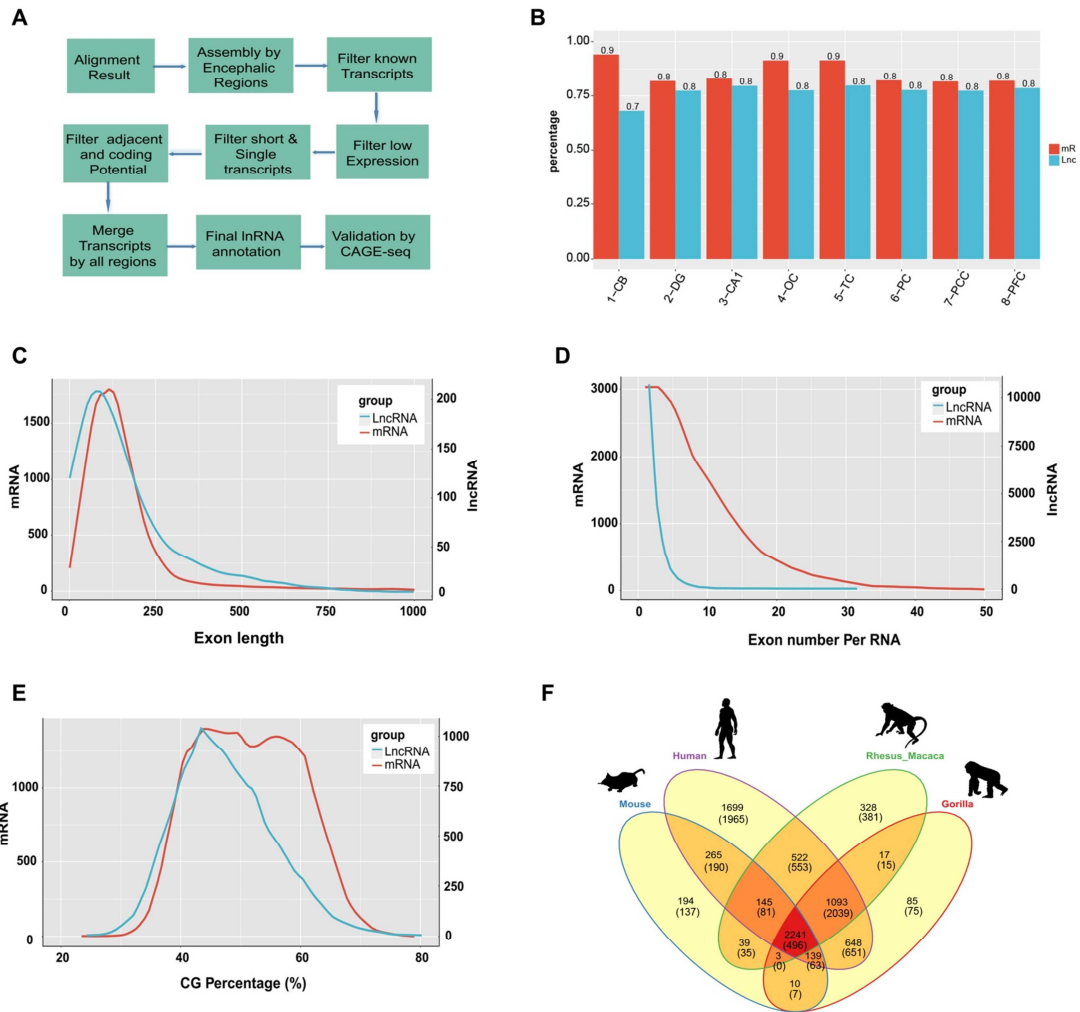 A
Alignment
Result
Assembly by
Encephalic
Regions
Filter known
Transcripts
Filter adjacent
and coding
Potential
Filter short &
Single
transcripts
Filter low
Expression
Merge
Transcripts
by all regions
Final lnRNA
annotation
Validation by
CAGE-seq
B
percentage
1.00
0.75
0.50
0.25
0.00
0.9
0.7
0.8
0.8
0.8
0.8
0.9
0.8
0.9
0.8
0.8
0.8
0.8
0.8
0.8
0.8
1-CB
2-DG
3-CA1
4-OC
5-TC
6-PC
7-PCC
8-PFC
mR
Lnc
C
mRNA
1500
1000
500
0
lncRNA
200
150
100
50
0
group
LncRNA
mRNA
0 250 500 750 1000
Exon length
D
mRNA
3000
2000
1000
0
lncRNA
10000
7500
5000
2500
0
group
LncRNA
mRNA
0 10 20 30 40 50
Exon number Per RNA
E
mRNA
1000
500
0
1000
750
500
250
0
group
LncRNA
mRNA
20 40 60 80
CG Percentage (%)
F
Human
Rhesus_Macaca
Mouse
Gorilla
1699
(1965)
328
(381)
265
(190)
522
(553)
17
(15)
194
(137)
145
(81)
1093
(2039)
85
(75)
2241
(496)
39
(35)
648
(651)
3
(0)
139
(63)
10
(7)